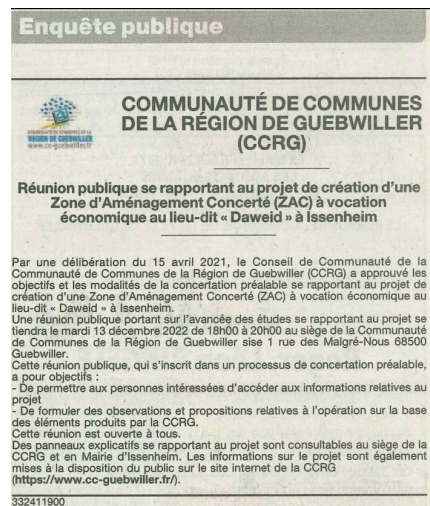 Enquête publique
COMMUNAUTÉ DE COMMUNES DE LA
RÉGION DE GUEBWILLER
www.cc-guebwiller.fr
COMMUNAUTÉ DE COMMUNES
DE LA RÉGION DE GUEBWILLER
(CCRG)
Réunion publique se rapportant au projet de création d'une
Zone d'Aménagement Concerté (ZAC) à vocation
économique au lieu-dit « Daweid » à Issenheim
Par une délibération du 15 avril 2021, le Conseil de Communauté de la
Communauté de Communes de la Région de Guebwiller (CCRG) a approuvé les
objectifs et les modalités de la concertation préalable se rapportant au projet de
création d'une Zone d'Aménagement Concerté (ZAC) à vocation économique au
lieu-dit « Daweid » à Issenheim.
Une réunion publique portant sur l'avancée des études se rapportant au projet se
tiendra le mardi 13 décembre 2022 de 18h00 à 20h00 au siège de la Communauté
de Communes de la Région de Guebwiller sise 1 rue des Malgré-Nous 68500
Guebwiller.
Cette réunion publique, qui s'inscrit dans un processus de concertation préalable,
a pour objectifs :
- De permettre aux personnes intéressées d'accéder aux informations relatives au
projet
- De formuler des observations et propositions relatives à l'opération sur la base
des éléments produits par la CCRG.
Cette réunion est ouverte à tous.
Des panneaux explicatifs se rapportant au projet sont consultables au siège de la
CCRG et en Mairie d'Issenheim. Les informations sur le projet sont également
mises à la disposition du public sur le site internet de la CCRG
(https://www.cc-guebwiller.fr/).
332411900